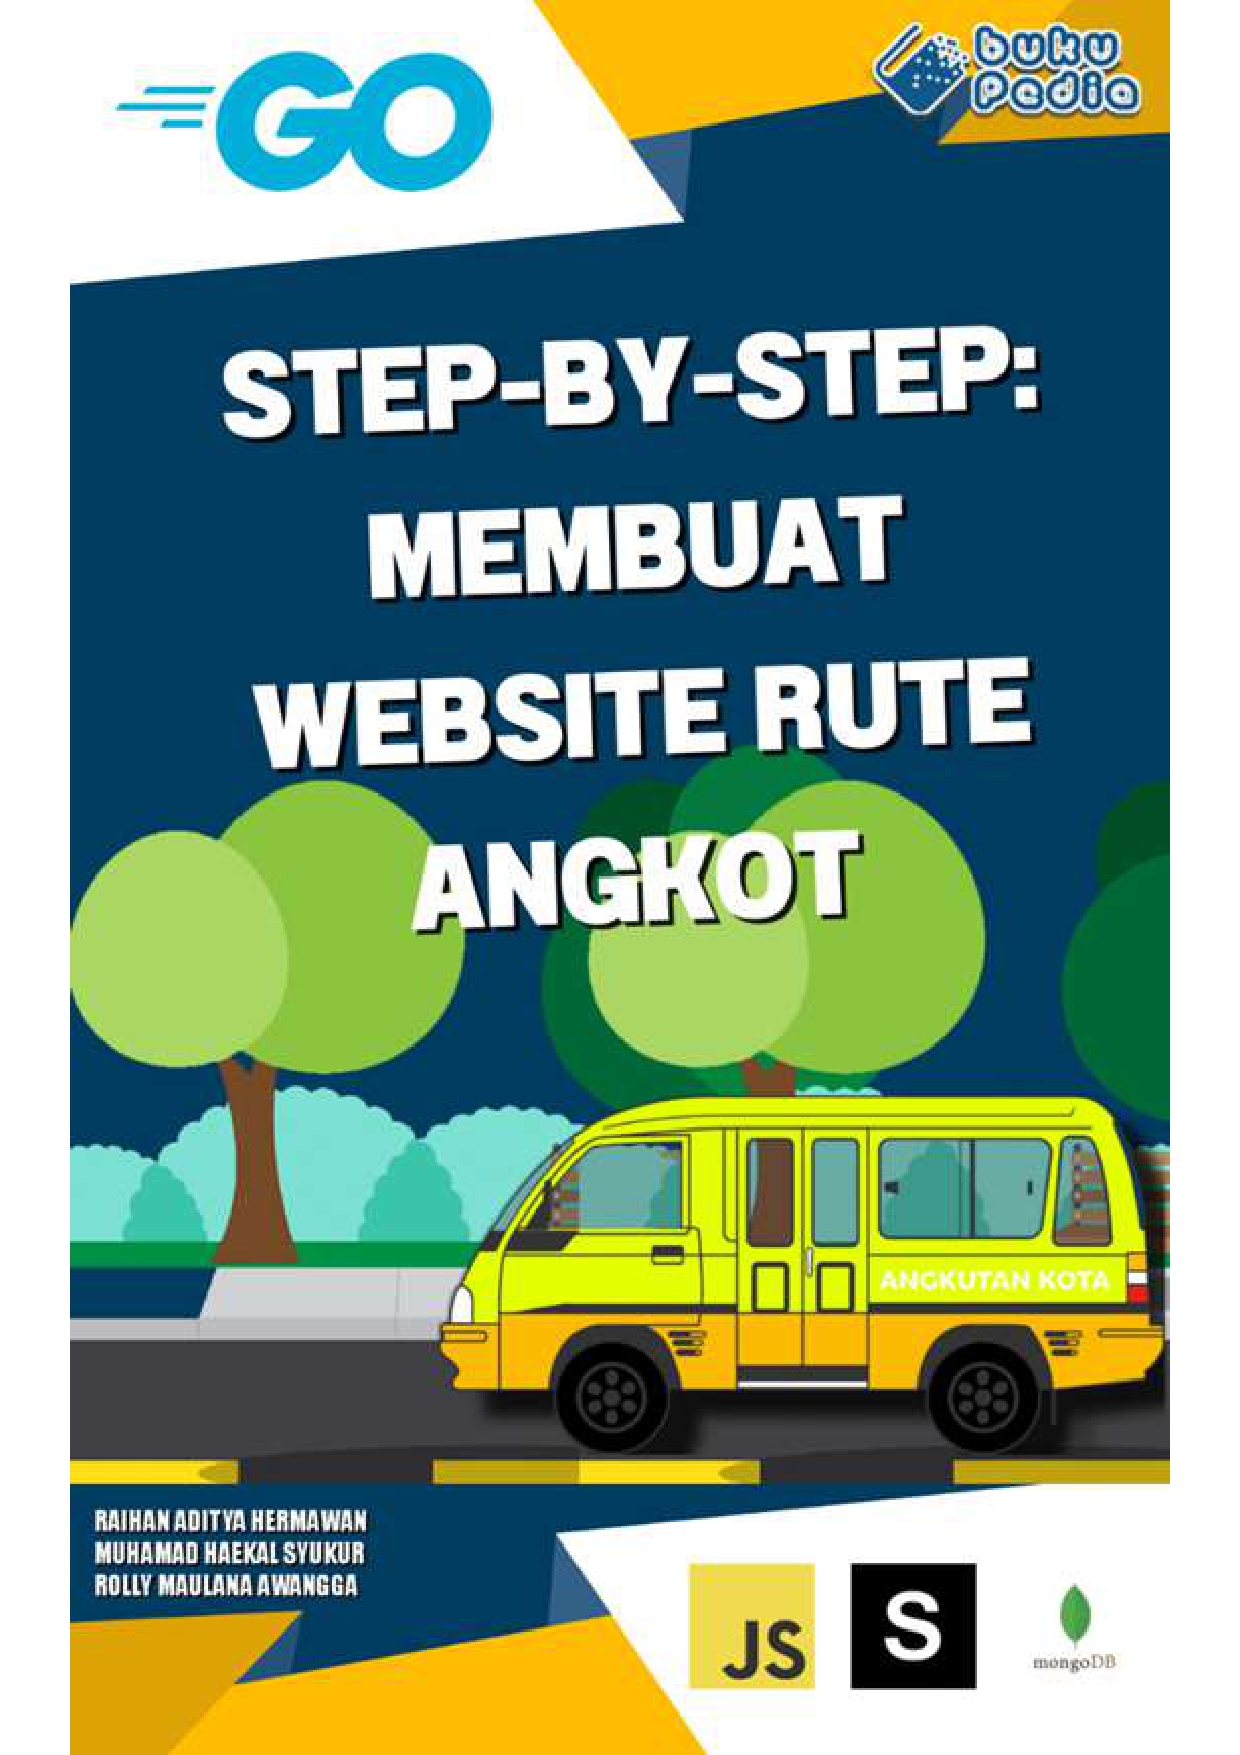 GO
buku
Pedia
STEP-BY-STEP:
MEMBUAT
WEBSITE RUTE
ANGKOT
ANGKUTAN KOTA
RAIHAN ADITYA HERMAWAN
MUHAMAD HAEKAL SYUKUR
ROLLY MAULANA AWANGGA
JS
S
mongoDB